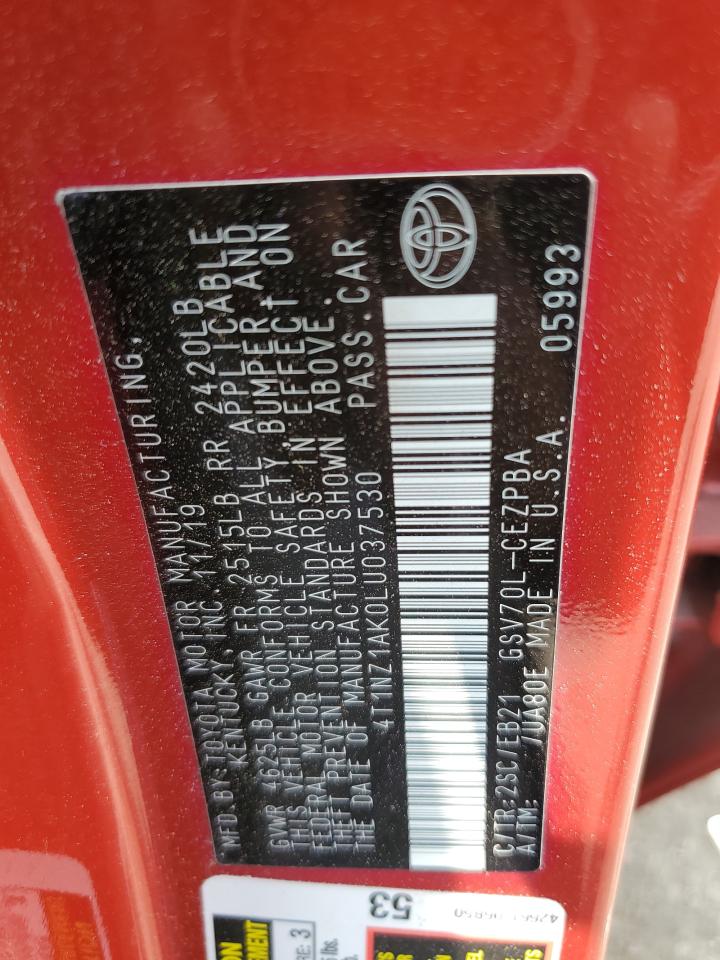 MFD. BY: TOYOTA MOTOR MANUFACTURING,
KENTUCKY, INC. 11/19
GVWR 4625LB GAWR FR 2515LB RR 2420LB
THIS VEHICLE CONFORMS TO ALL APPLICABLE
FEDERAL MOTOR VEHICLE SAFETY, BUMPER, AND
THEFT PREVENTION STANDARDS IN EFFECT ON
THE DATE OF MANUFACTURE SHOWN ABOVE.
4T1NZ1AK0LU037530 PASS.CAR
C/TR:2SC/EB21 GSV70L-CEZPBA
A/TM: -/UA80E MADE IN U.S.A. 05993
53